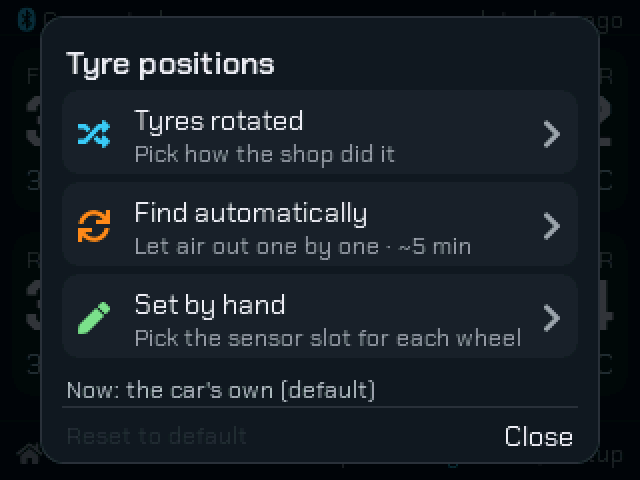 Tyre positions
Tyres rotated
Pick how the shop did it
Find automatically
Let air out one by one · ~5 min
Set by hand
Pick the sensor slot for each wheel
Now: the car's own (default)
Reset to default
Close